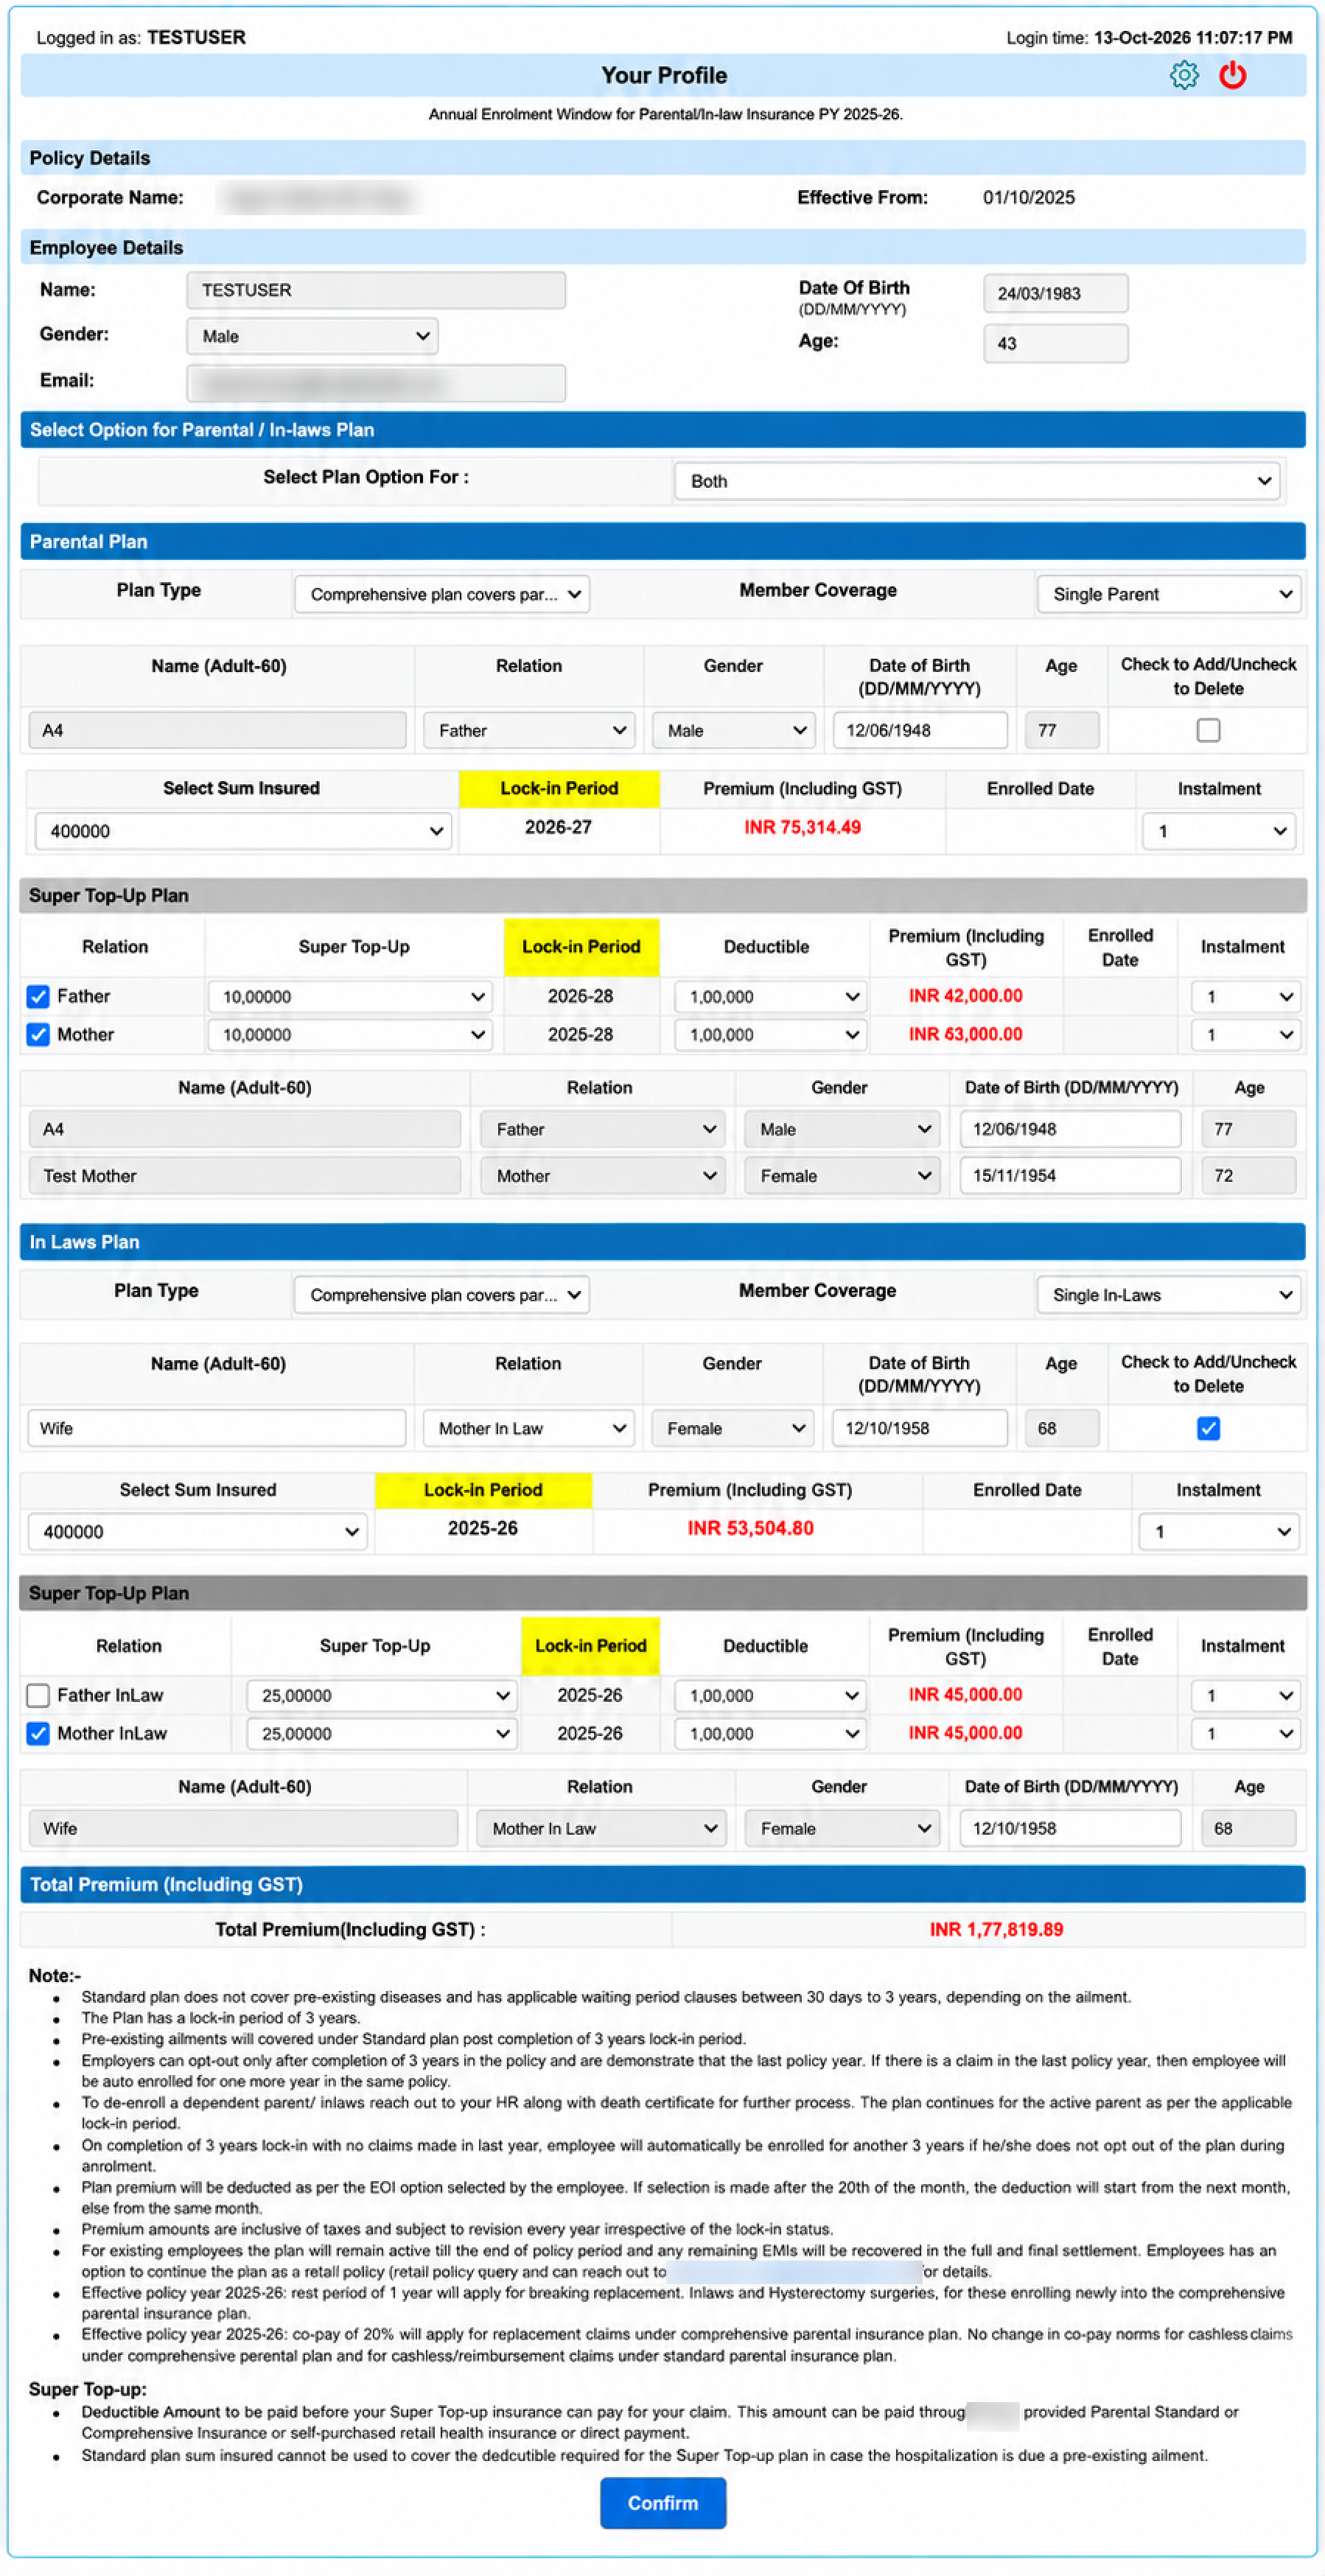 Logged in as: TESTUSER
Login time: 13-Oct-2026 11:07:17 PM
Your Profile
Annual Enrolment Window for Parental/In-law Insurance PY 2025-26.
Policy Details
Corporate Name:
Effective From: 01/10/2025
Employee Details
Name: TESTUSER
Date Of Birth (DD/MM/YYYY) 24/03/1983
Gender: Male
Age: 43
Email:
Select Option for Parental / In-laws Plan
Select Plan Option For : Both
Parental Plan
Plan Type Comprehensive plan covers par... Member Coverage Single Parent
Name (Adult-60) Relation Gender Date of Birth (DD/MM/YYYY) Age Check to Add/Uncheck to Delete
A4 Father Male 12/06/1948 77
Select Sum Insured Lock-in Period Premium (Including GST) Enrolled Date Instalment
400000 2026-27 INR 75,314.49 1
Super Top-Up Plan
Relation Super Top-Up Lock-in Period Deductible Premium (Including GST) Enrolled Date Instalment
Father 10,00000 2026-28 1,00,000 INR 42,000.00 1
Mother 10,00000 2026-28 1,00,000 INR 63,000.00 1
Name (Adult-60) Relation Gender Date of Birth (DD/MM/YYYY) Age
A4 Father Male 12/06/1948 77
Test Mother Mother Female 15/11/1954 72
In Laws Plan
Plan Type Comprehensive plan covers par... Member Coverage Single In-Laws
Name (Adult-60) Relation Gender Date of Birth (DD/MM/YYYY) Age Check to Add/Uncheck to Delete
Wife Mother In Law Female 12/10/1958 68
Select Sum Insured Lock-in Period Premium (Including GST) Enrolled Date Instalment
400000 2025-26 INR 53,504.80 1
Super Top-Up Plan
Relation Super Top-Up Lock-in Period Deductible Premium (Including GST) Enrolled Date Instalment
Father InLaw 25,00000 2025-26 1,00,000 INR 45,000.00 1
Mother InLaw 25,00000 2025-26 1,00,000 INR 45,000.00 1
Name (Adult-60) Relation Gender Date of Birth (DD/MM/YYYY) Age
Wife Mother In Law Female 12/10/1958 68
Total Premium (Including GST)
Total Premium(Including GST) : INR 1,77,819.89
Note:-
• Standard plan does not cover pre-existing diseases and has applicable waiting period clauses between 30 days to 3 years, depending on the ailment.
• The Plan has a lock-in period of 3 years.
• Pre-existing ailments will covered under Standard plan post completion of 3 years lock-in period.
• Employers can opt-out only after completion of 3 years in the policy and are demonstrate that the last policy year. If there is a claim in the last policy year, then employee will
be auto enrolled for one more year in the same policy.
• To de-enroll a dependent parent/ inlaws reach out to your HR along with death certificate for further process. The plan continues for the active parent as per the applicable
lock-in period.
• On completion of 3 years lock-in with no claims made in last year, employee will automatically be enrolled for another 3 years if he/she does not opt out of the plan during
anrolment.
• Plan premium will be deducted as per the EOI option selected by the employee. If selection is made after the 20th of the month, the deduction will start from the next month,
else from the same month.
• Premium amounts are inclusive of taxes and subject to revision every year irrespective of the lock-in status.
• For existing employees the plan will remain active till the end of policy period and any remaining EMIs will be recovered in the full and final settlement. Employees has an
option to continue the plan as a retail policy (retail policy query and can reach out to for details.
• Effective policy year 2025-26: rest period of 1 year will apply for breaking replacement. Inlaws and Hysterectomy surgeries, for these enrolling newly into the comprehensive
parental insurance plan.
• Effective policy year 2025-26: co-pay of 20% will apply for replacement claims under comprehensive parental insurance plan. No change in co-pay norms for cashless claims
under comprehensive perental plan and for cashless/reimbursement claims under standard parental insurance plan.
Super Top-up:
• Deductible Amount to be paid before your Super Top-up insurance can pay for your claim. This amount can be paid throug provided Parental Standard or
Comprehensive Insurance or self-purchased retail health insurance or direct payment.
• Standard plan sum insured cannot be used to cover the dedcutible required for the Super Top-up plan in case the hospitalization is due a pre-existing ailment.
Confirm